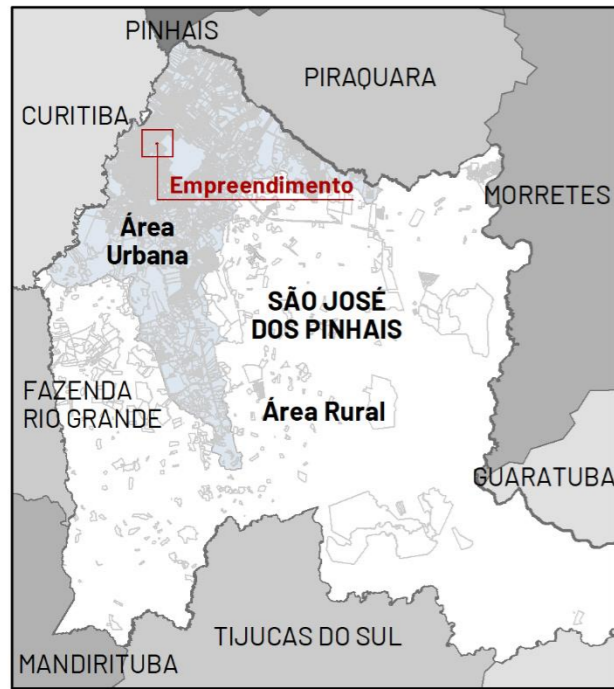 PINHAIS
PIRAQUARA
CURITIBA
Empreendimento
MORRETES
Área
Urbana
SÃO JOSÉ
DOS PINHAIS
FAZENDA
RIO GRANDE
Área Rural
GUARATUBA
TIJUCAS DO SUL
MANDIRITUBA